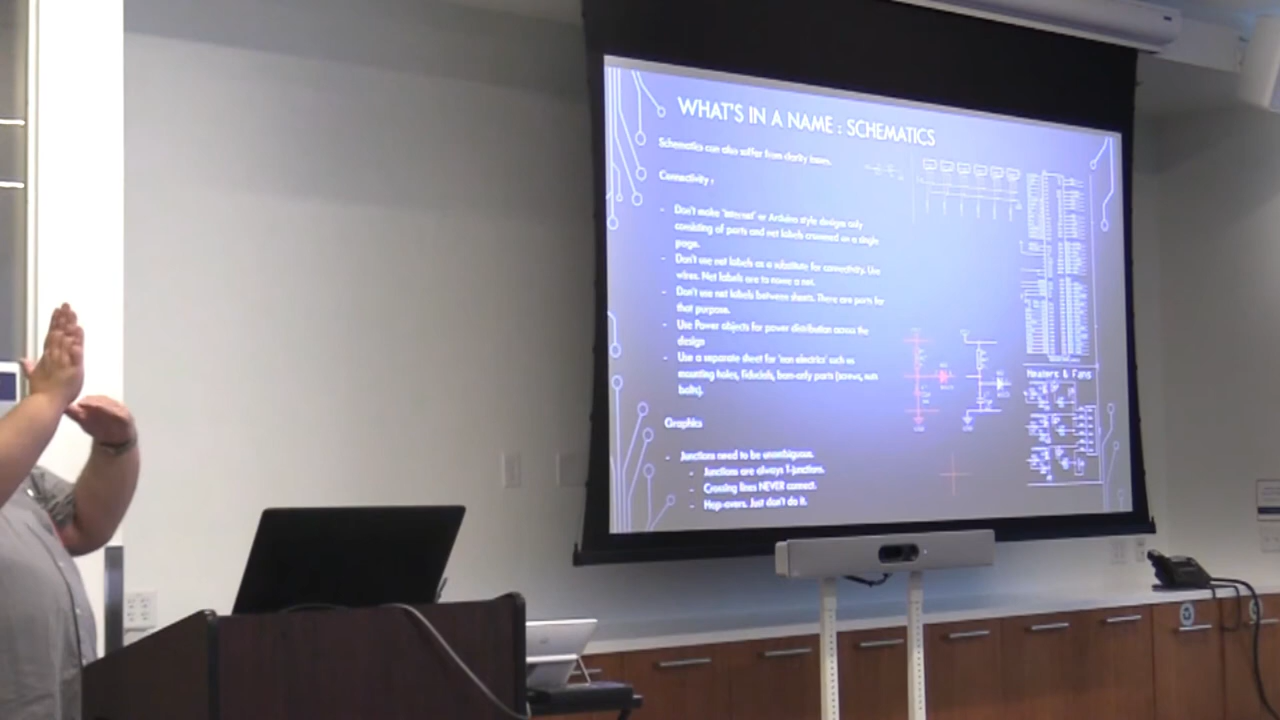 WHAT'S IN A NAME : SCHEMATICS
Schematics can also suffer from clarity issues.
Connectivity :
- Don't make 'internet' or Arduino style designs only
consisting of parts and net labels crammed on a single
page.
- Don't use net labels as a substitute for connectivity. Use
wires. Net labels are to name a net.
- Don't use net labels between sheets. There are ports for
that purpose.
- Use Power objects for power distribution across the
design
- Use a separate sheet for 'non electrics' such as
mounting holes, fiducials, bom-only parts (screws, nuts
bolts).
Graphics
- Junctions need to be unambiguous.
- Junctions are always T-junctions.
- Crossing lines NEVER connect.
- Hop-overs. Just don't do it.
Headers & Fans